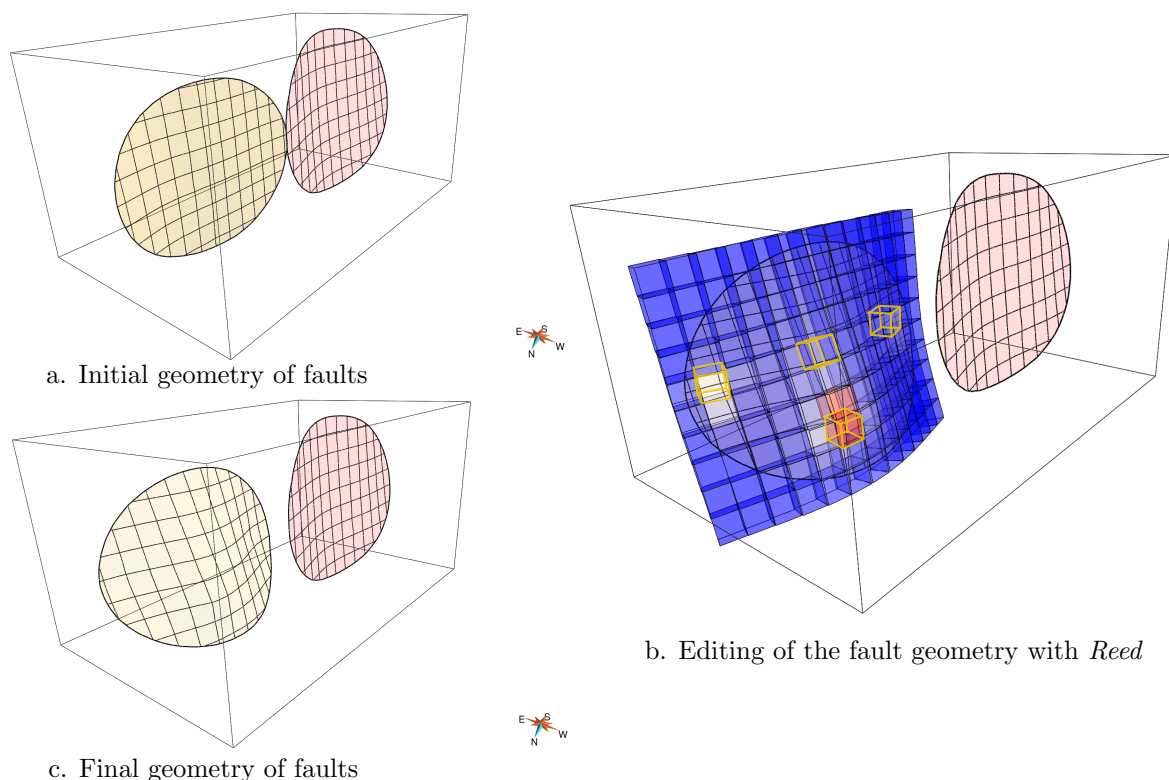 E S
N W
a. Initial geometry of faults
b. Editing of the fault geometry with Reed
E S
N W
c. Final geometry of faults